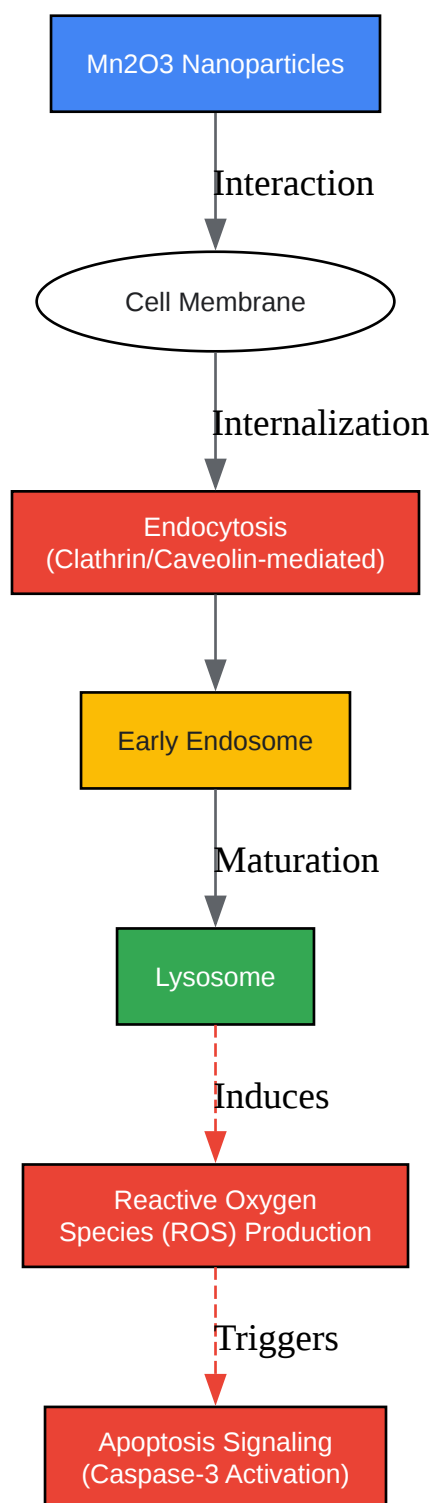 Mn2O3 Nanoparticles
Interaction
Cell Membrane
Internalization
Endocytosis
(Clathrin/Caveolin-mediated)
Early Endosome
Maturation
Lysosome
Induces
Reactive Oxygen
Species (ROS) Production
Triggers
Apoptosis Signaling
(Caspase-3 Activation)